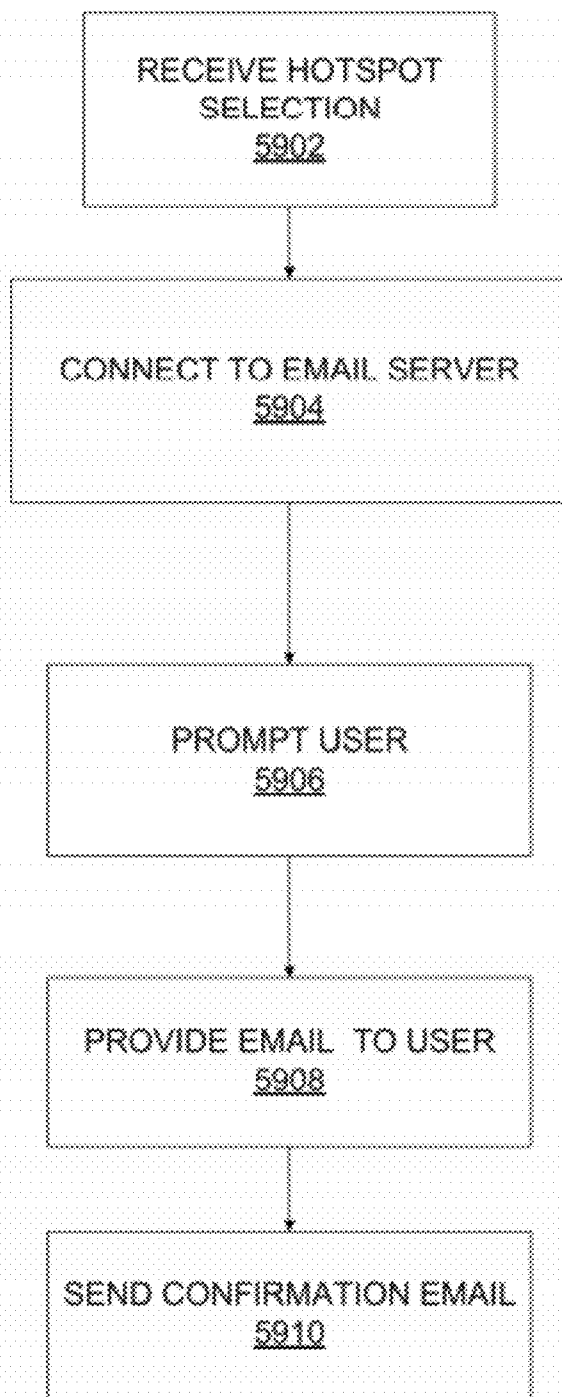 RECEIVE HOTSPOT
SELECTION
5902
CONNECT TO EMAIL SERVER
5904
PROMPT USER
5906
PROVIDE EMAIL TO USER
5908
SEND CONFIRMATION EMAIL
5910